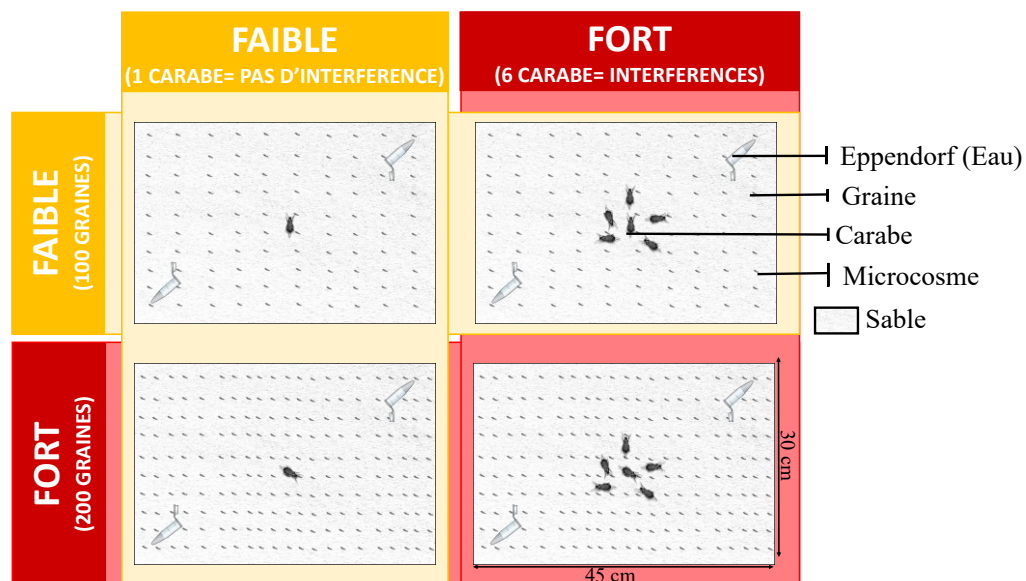 FAIBLE
(1 CARABE= PAS D'INTERFERENCE)
FORT
(6 CARABE= INTERFERENCES)
FAIBLE
(100 GRAINES)
Eppendorf (Eau)
Graine
Carabe
Microcosme
Sable
FORT
(200 GRAINES)
30 cm
45 cm